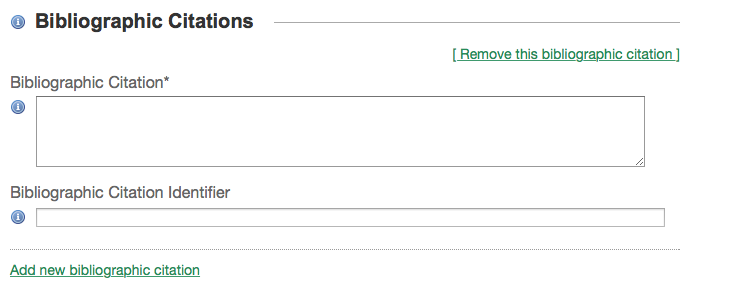 Bibliographic Citations
[ Remove this bibliographic citation ]
Bibliographic Citation*
Bibliographic Citation Identifier
Add new bibliographic citation